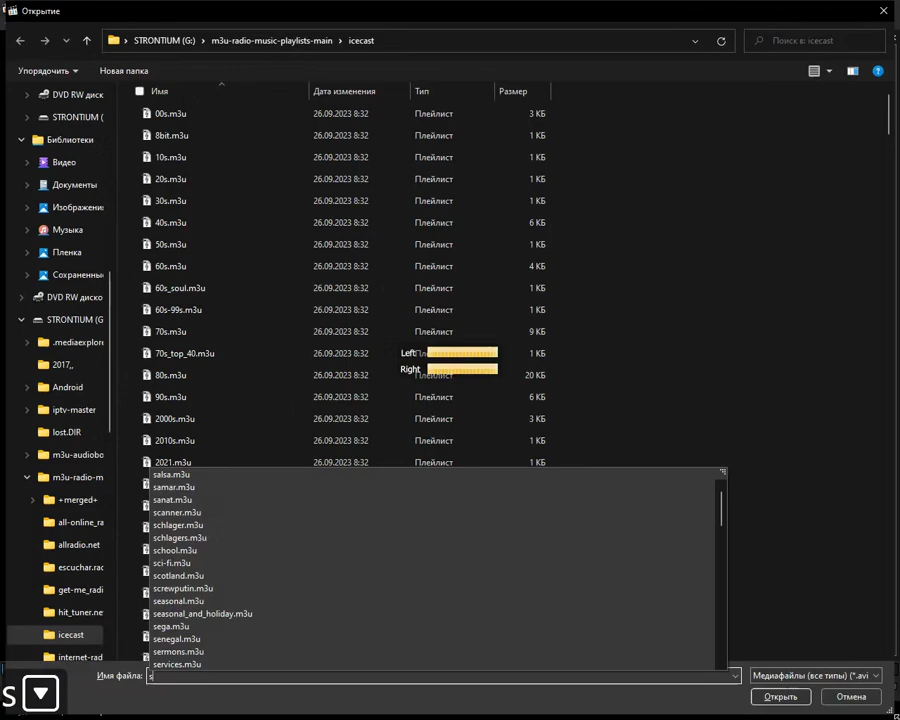 Открытие
STRONTIUM (G:) › m3u-radio-music-playlists-main › icecast
Поиск в: icecast
Упорядочить Новая папка
Имя Дата изменения Тип Размер
DVD RW диск
STRONTIUM (
Библиотеки
Видео
Документы
Изображени
Музыка
Пленка
Сохраненны
DVD RW диско
STRONTIUM (G
.mediaexplore
2017,,
Android
iptv-master
lost.DIR
m3u-audiobo
m3u-radio-m
+merged+
all-online_ra
allradio.net
escuchar.rac
get-me_radi
hit_tuner.ne
icecast
internet-rad
00s.m3u 26.09.2023 8:32 Плейлист 3 КБ
8bit.m3u 26.09.2023 8:32 Плейлист 1 КБ
10s.m3u 26.09.2023 8:32 Плейлист 1 КБ
20s.m3u 26.09.2023 8:32 Плейлист 1 КБ
30s.m3u 26.09.2023 8:32 Плейлист 1 КБ
40s.m3u 26.09.2023 8:32 Плейлист 6 КБ
50s.m3u 26.09.2023 8:32 Плейлист 1 КБ
60s.m3u 26.09.2023 8:32 Плейлист 4 КБ
60s_soul.m3u 26.09.2023 8:32 Плейлист 1 КБ
60s-99s.m3u 26.09.2023 8:32 Плейлист 1 КБ
70s.m3u 26.09.2023 8:32 Плейлист 9 КБ
70s_top_40.m3u 26.09.2023 8:32 Плейлист 1 КБ
80s.m3u 26.09.2023 8:32 Плейлист 20 КБ
90s.m3u 26.09.2023 8:32 Плейлист 6 КБ
2000s.m3u 26.09.2023 8:32 Плейлист 3 КБ
2010s.m3u 26.09.2023 8:32 Плейлист 1 КБ
2021.m3u 26.09.2023 8:32 Плейлист 1 КБ
Left
Right
salsa.m3u
samar.m3u
sanat.m3u
scanner.m3u
schlager.m3u
schlagers.m3u
school.m3u
sci-fi.m3u
scotland.m3u
screwputin.m3u
seasonal.m3u
seasonal_and_holiday.m3u
sega.m3u
senegal.m3u
sermons.m3u
services.m3u
Имя файла: s
Медиафайлы (все типы) (*.avi
Открыть Отмена
s